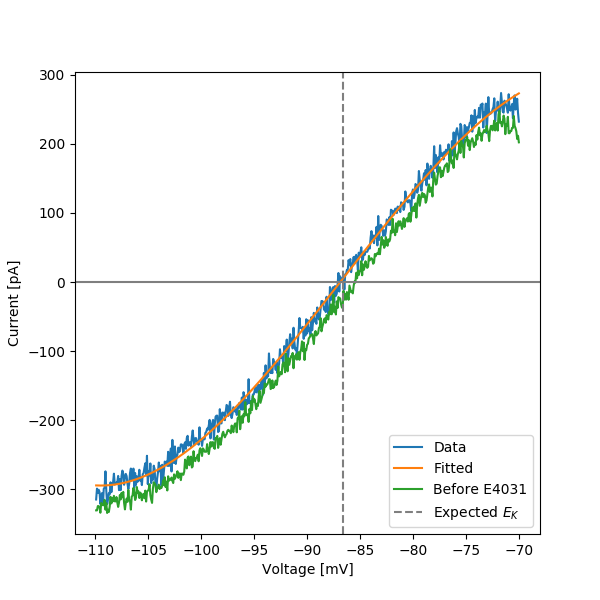 300
200
100
0
−100
−200
−300
Current [pA]
Data
Fitted
Before E4031
Expected E_K
−110 −105 −100 −95 −90 −85 −80 −75 −70
Voltage [mV]